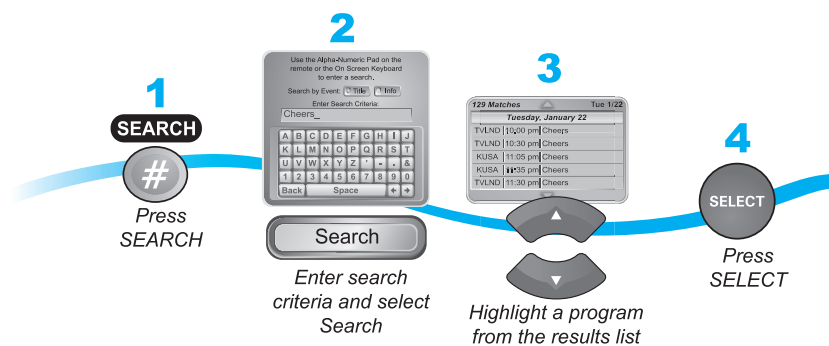 1
SEARCH
#
Press
SEARCH
2
Use the Alpha-Numeric Pad on the
remote or the On Screen Keyboard
to enter a search.
Search by Event: Title Info
Enter Search Criteria:
Cheers_
A B C D E F G H I J
K L M N O P Q R S T
U V W X Y Z ' - . &
1 2 3 4 5 6 7 8 9 0
Back Space
Search
Enter search
criteria and select
Search
3
129 Matches Tue 1/22
Tuesday, January 22
TVLND 10:00 pm Cheers
TVLND 10:30 pm Cheers
KUSA 11:05 pm Cheers
KUSA 11:35 pm Cheers
TVLND 11:30 pm Cheers
Highlight a program
from the results list
4
SELECT
Press
SELECT